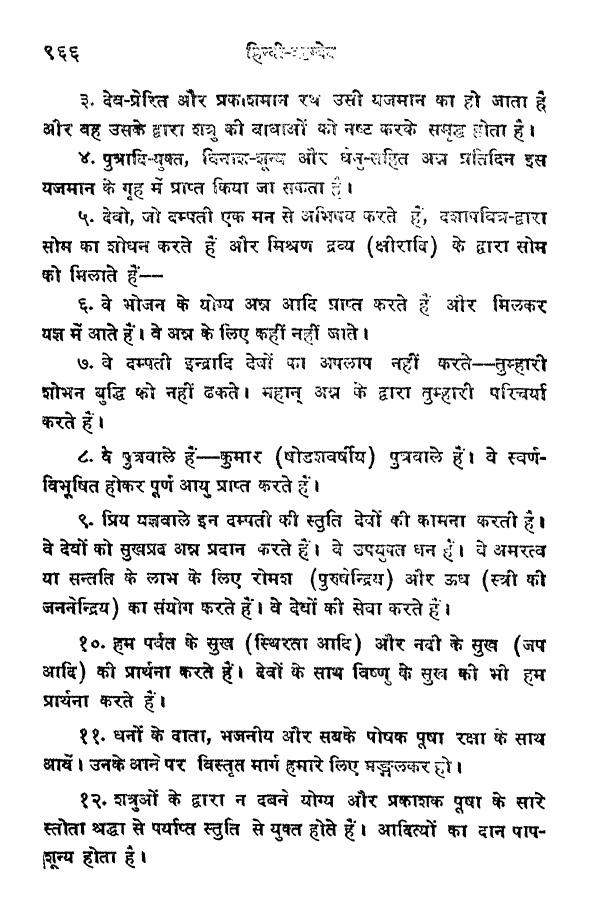 ९६६ हिन्दी-ऋग्वेद
३. देव-प्रेरित और प्रकाशमान रथ उसी यजमान का हो जाता है
और वह उसके द्वारा शत्रु की बाधाओं को नष्ट करके समृद्ध होता है।
४. पुत्रादि-युक्त, विनाश-शून्य और धेनु-सहित अन्न प्रतिदिन इस
यजमान के गृह में प्राप्त किया जा सकता है।
५. देवो, जो दम्पती एक मन से अभिषव करते हैं, दशापवित्र-द्वारा
सोम का शोधन करते हैं और मिश्रण द्रव्य (क्षीरादि) के द्वारा सोम
को मिलाते हैं—
६. वे भोजन के योग्य अन्न आदि प्राप्त करते हैं और मिलकर
यज्ञ में आते हैं। वे अन्न के लिए कहीं नहीं जाते।
७. वे दम्पती इन्द्रादि देवों का अपलाप नहीं करते—तुम्हारी
शोभन बुद्धि को नहीं ढकते। महान् अन्न के द्वारा तुम्हारी परिचर्या
करते हैं।
८. वे पुत्रवाले हैं—कुमार (षोडशवर्षीय) पुत्रवाले हैं। वे स्वर्ण-
विभूषित होकर पूर्ण आयु प्राप्त करते हैं।
९. प्रिय यज्ञवाले इन दम्पती की स्तुति देवों की कामना करती है।
वे देवों को सुखप्रद अन्न प्रदान करते हैं। वे उपयुक्त धन हैं। वे अमरत्व
या सन्तति के लाभ के लिए रोमश (पुरुषेन्द्रिय) और ऊध (स्त्री की
जननेन्द्रिय) का संयोग करते हैं। वे देवों की सेवा करते हैं।
१०. हम पर्वत के सुख (स्थिरता आदि) और नदी के सुख (जप
आदि) की प्रार्थना करते हैं। देवों के साथ विष्णु के सुख की भी हम
प्रार्थना करते हैं।
११. धनों के दाता, भजनीय और सबके पोषक पूषा रक्षा के साथ
आवें। उनके आने पर विस्तृत मार्ग हमारे लिए मङ्गलकर हो।
१२. शत्रुओं के द्वारा न दबने योग्य और प्रकाशक पूषा के सारे
स्तोता श्रद्धा से पर्याप्त स्तुति से युक्त होते हैं। आदित्यों का दान पाप-
शून्य होता है।